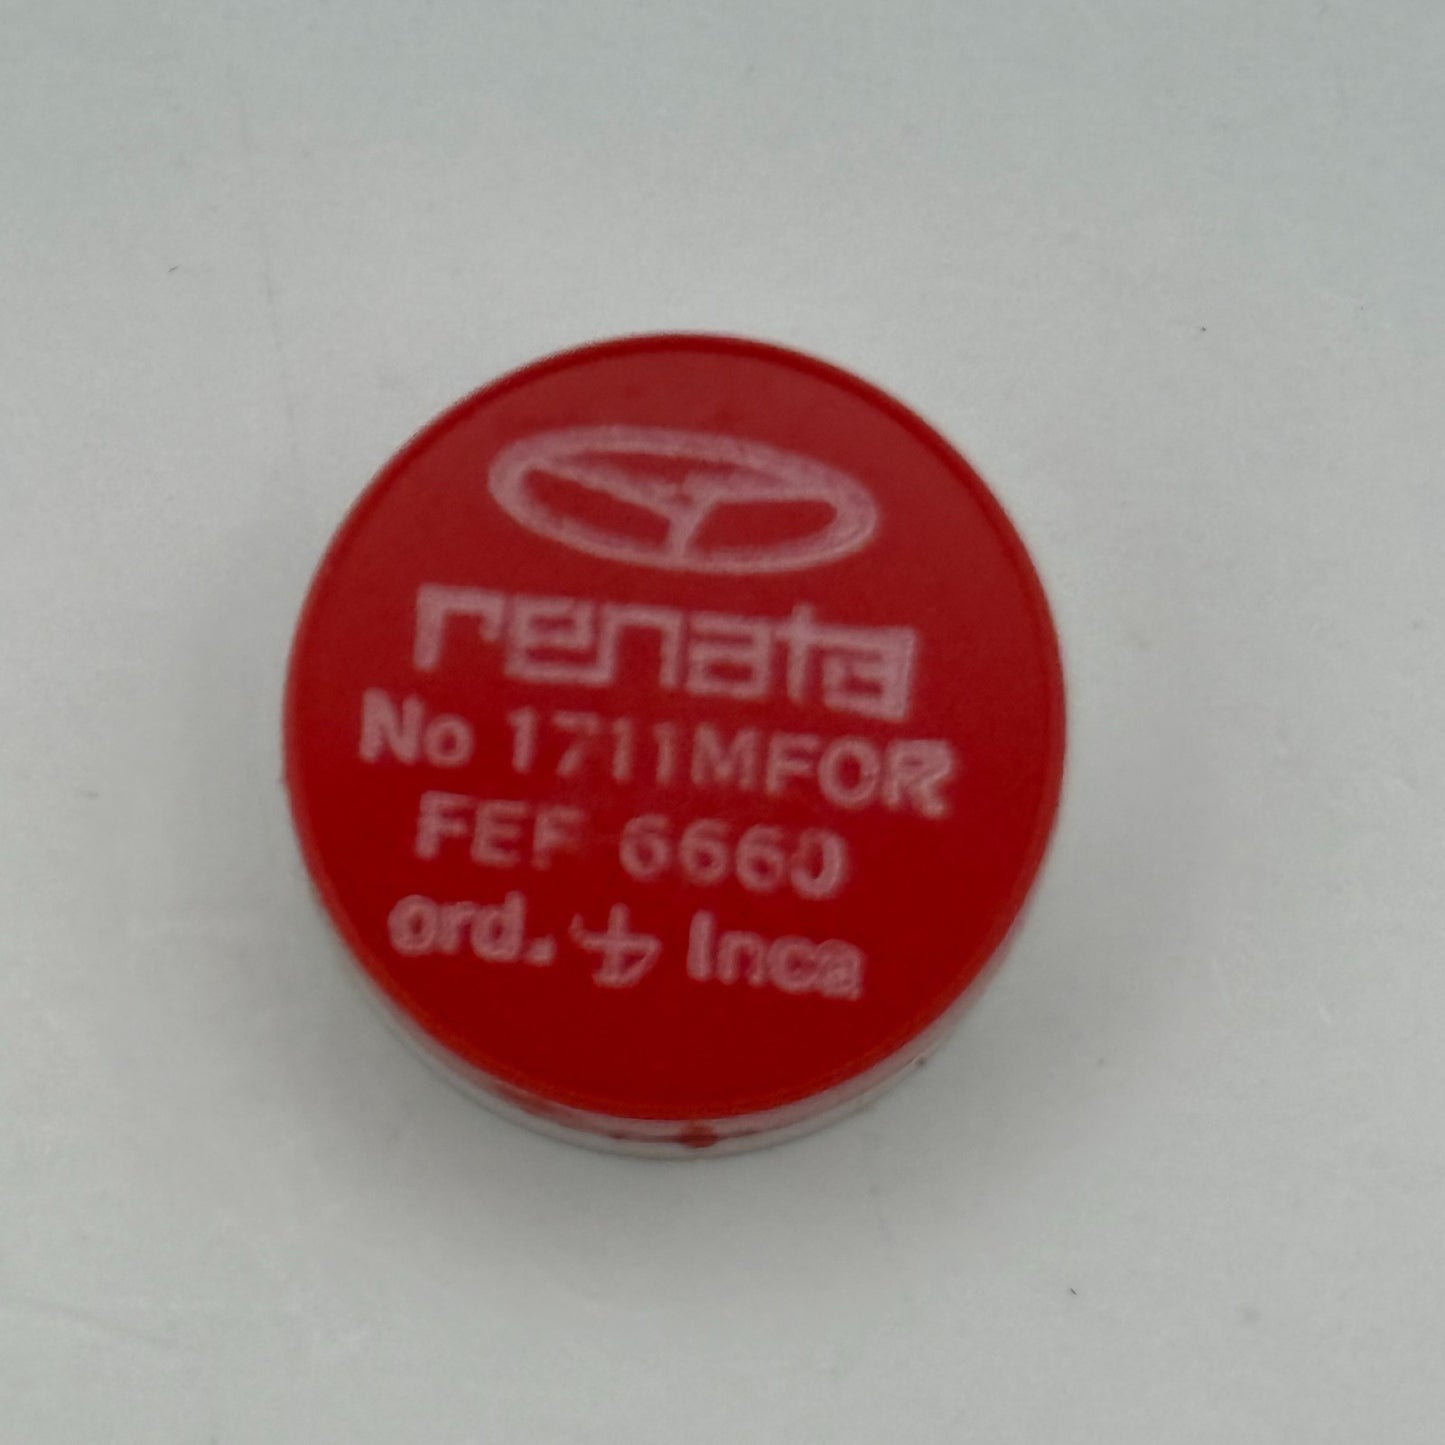 renata
No 1711MFOR
FEF 6660
ord. Inca